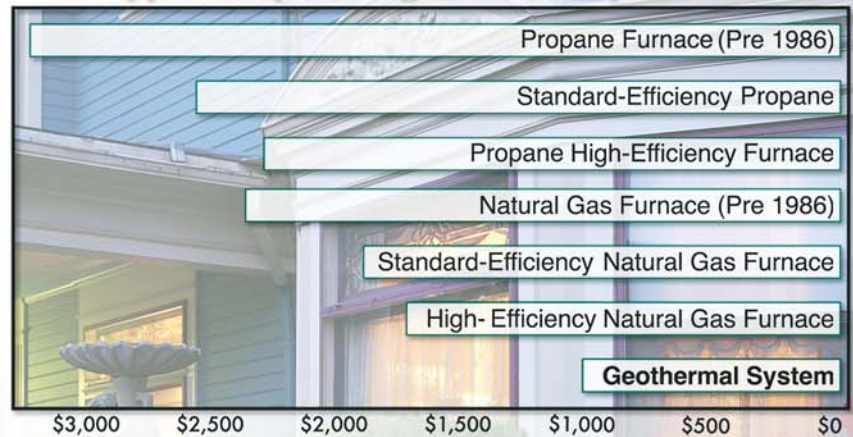 Propane Furnace (Pre 1986)
Standard-Efficiency Propane
Propane High-Efficiency Furnace
Natural Gas Furnace (Pre 1986)
Standard-Efficiency Natural Gas Furnace
High- Efficiency Natural Gas Furnace
Geothermal System
$3,000 $2,500 $2,000 $1,500 $1,000 $500 $0